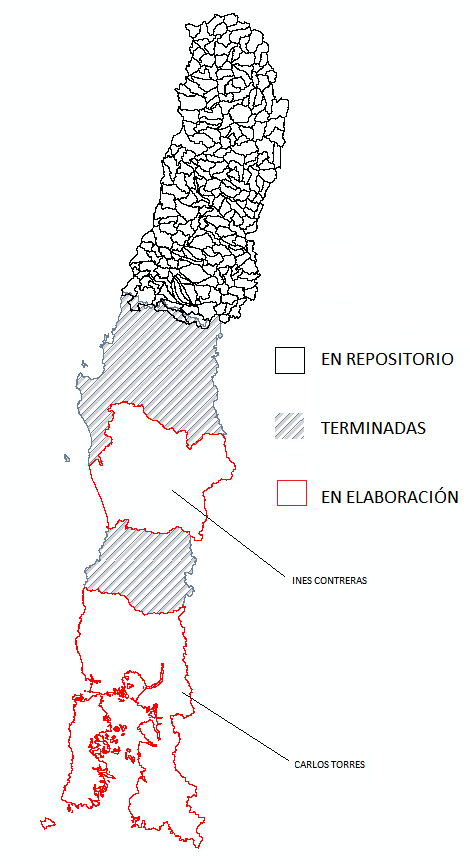 EN REPOSITORIO
TERMINADAS
EN ELABORACIÓN
INES CONTRERAS
CARLOS TORRES